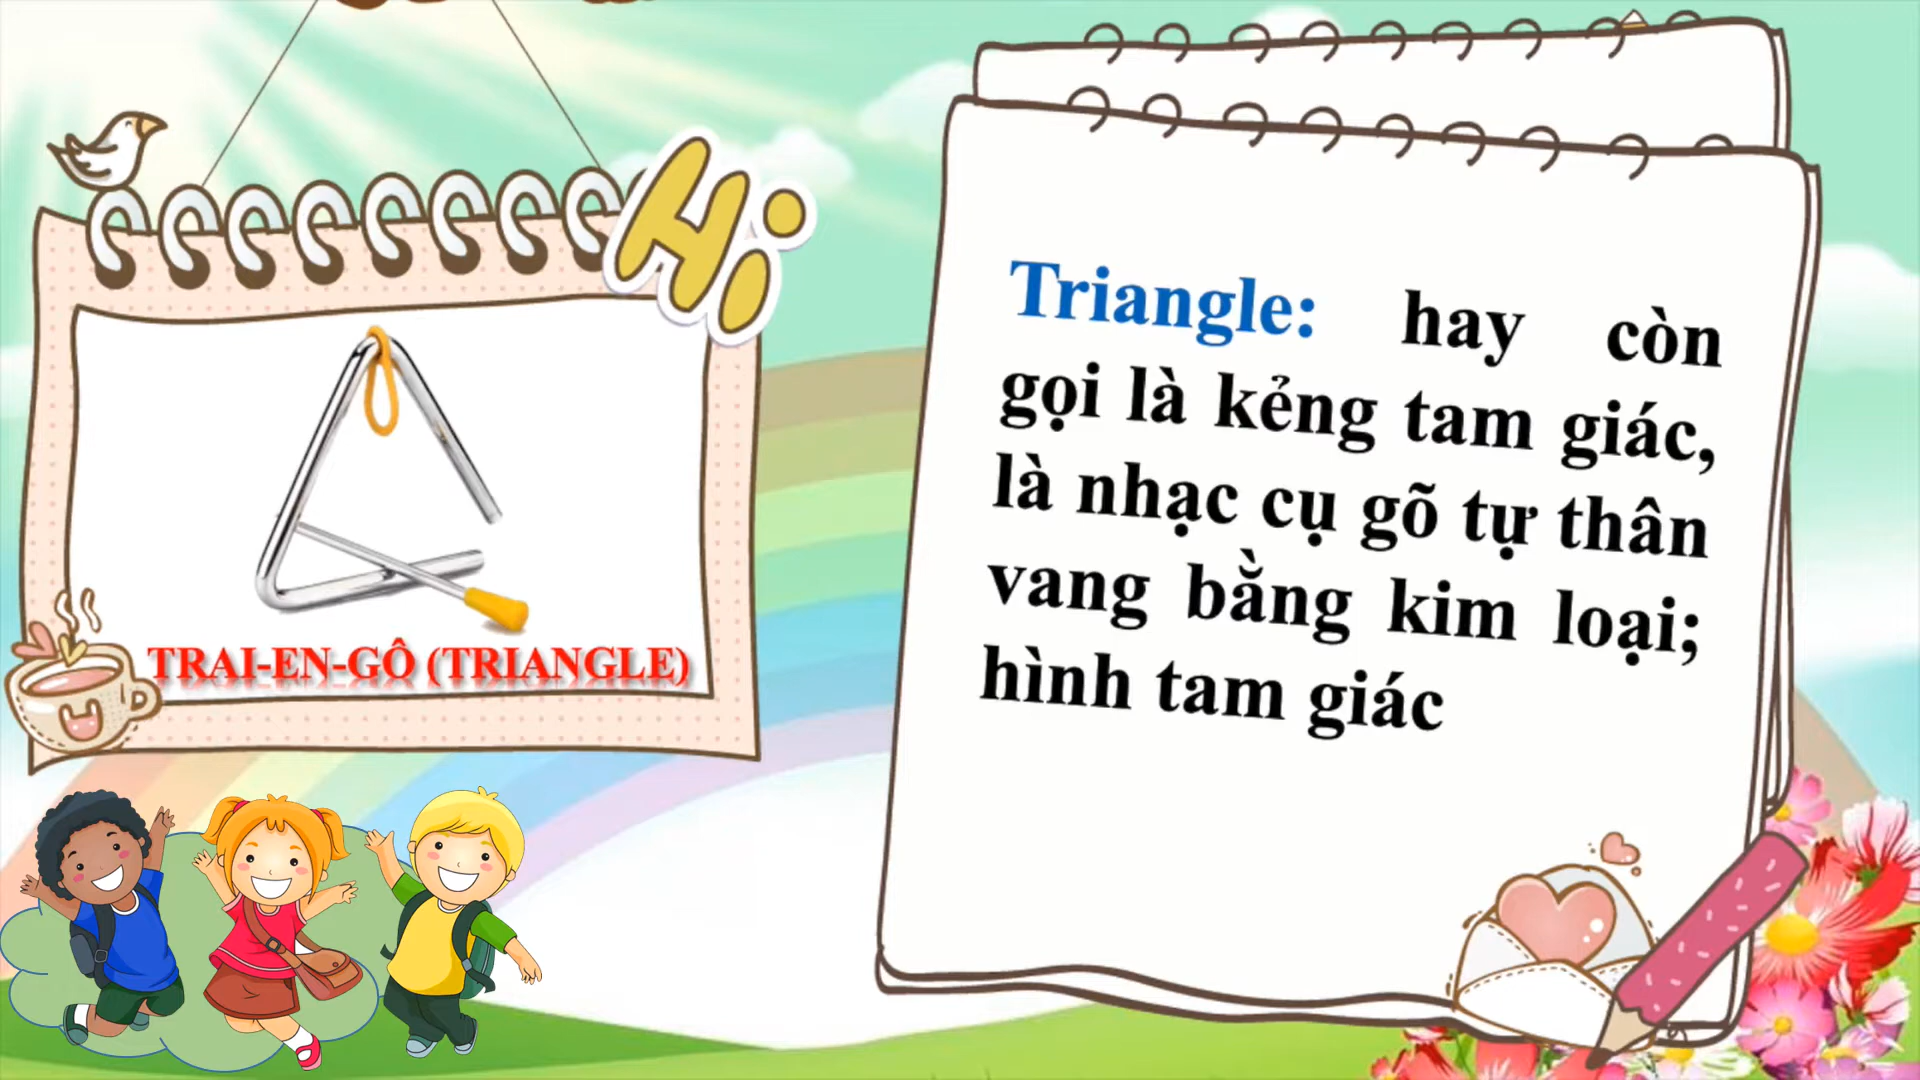 Hi
TRAI-EN-GÔ (TRIANGLE)
Triangle: hay còn
gọi là kẻng tam giác,
là nhạc cụ gõ tự thân
vang bằng kim loại;
hình tam giác